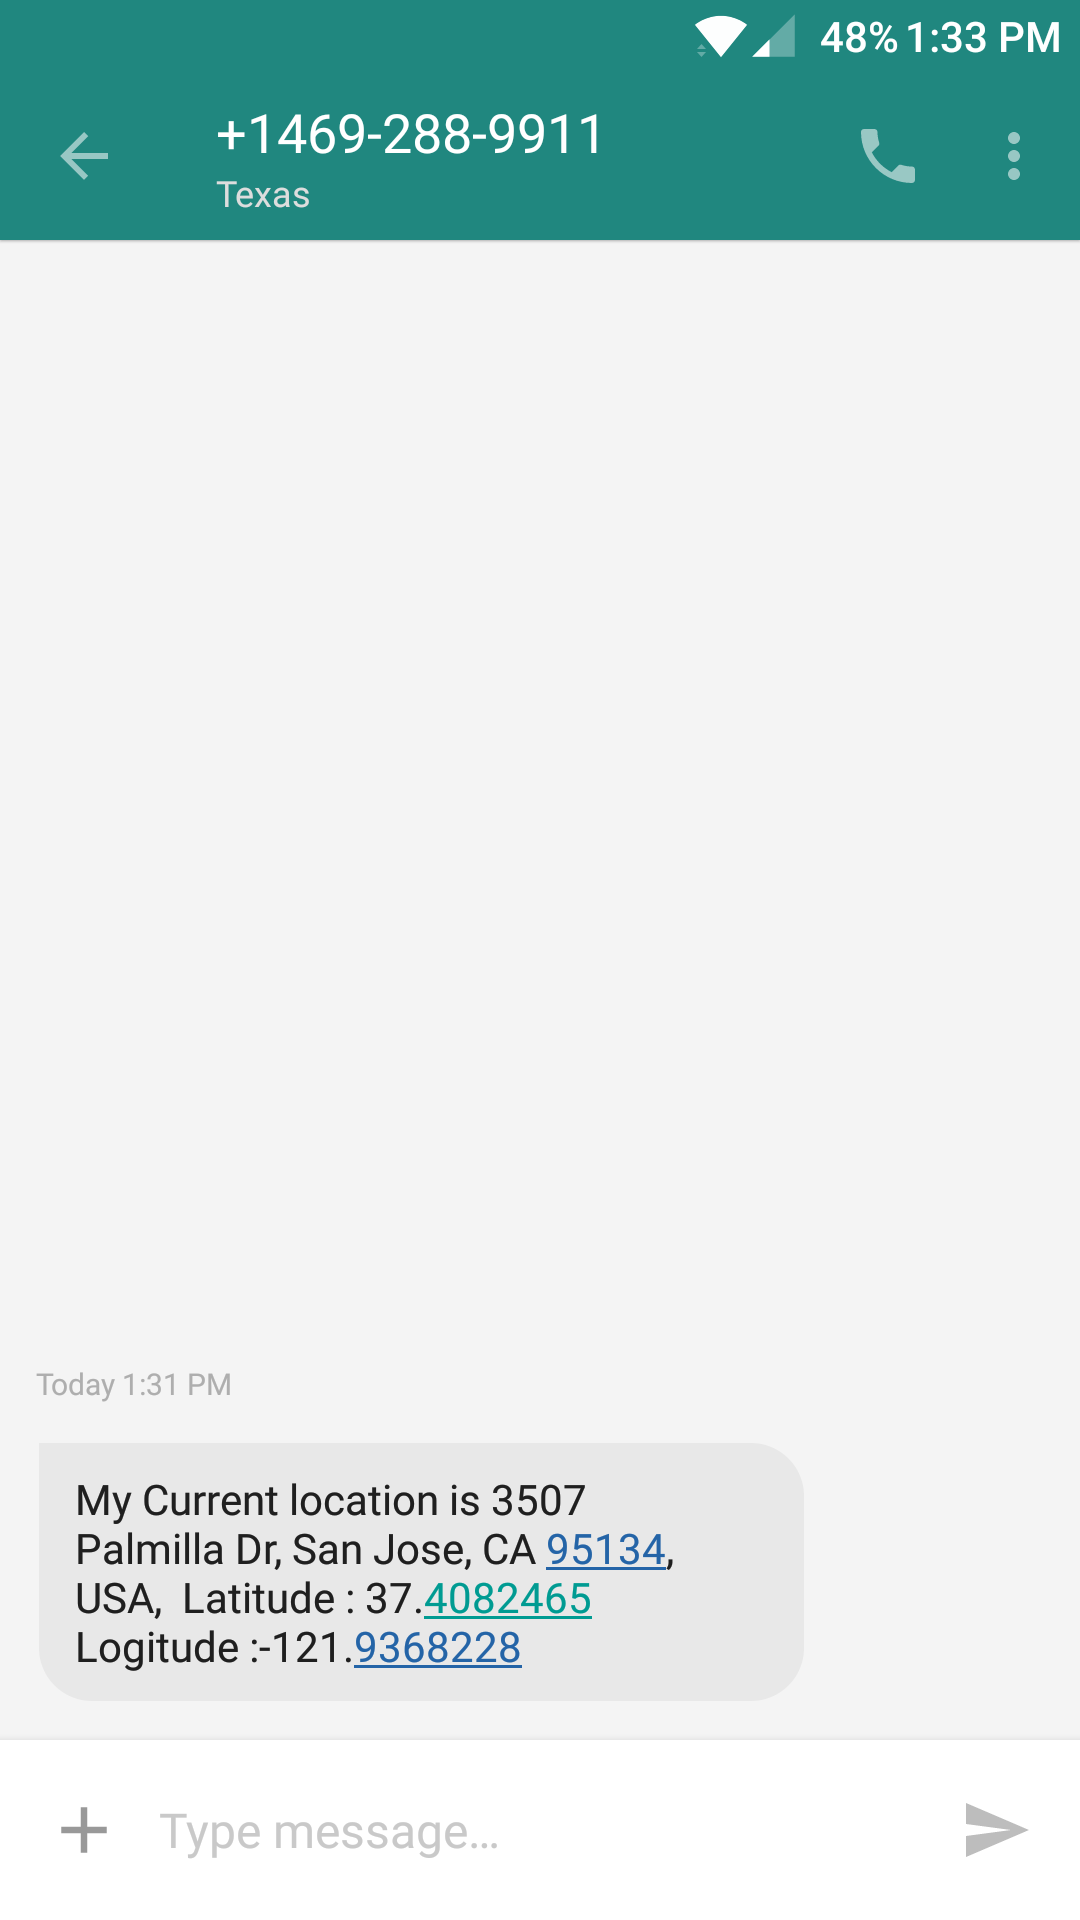 48% 1:33 PM
+1469-288-9911
Texas
Today 1:31 PM
My Current location is 3507
Palmilla Dr, San Jose, CA 95134,
USA,  Latitude : 37.4082465
Logitude :-121.9368228
Type message...